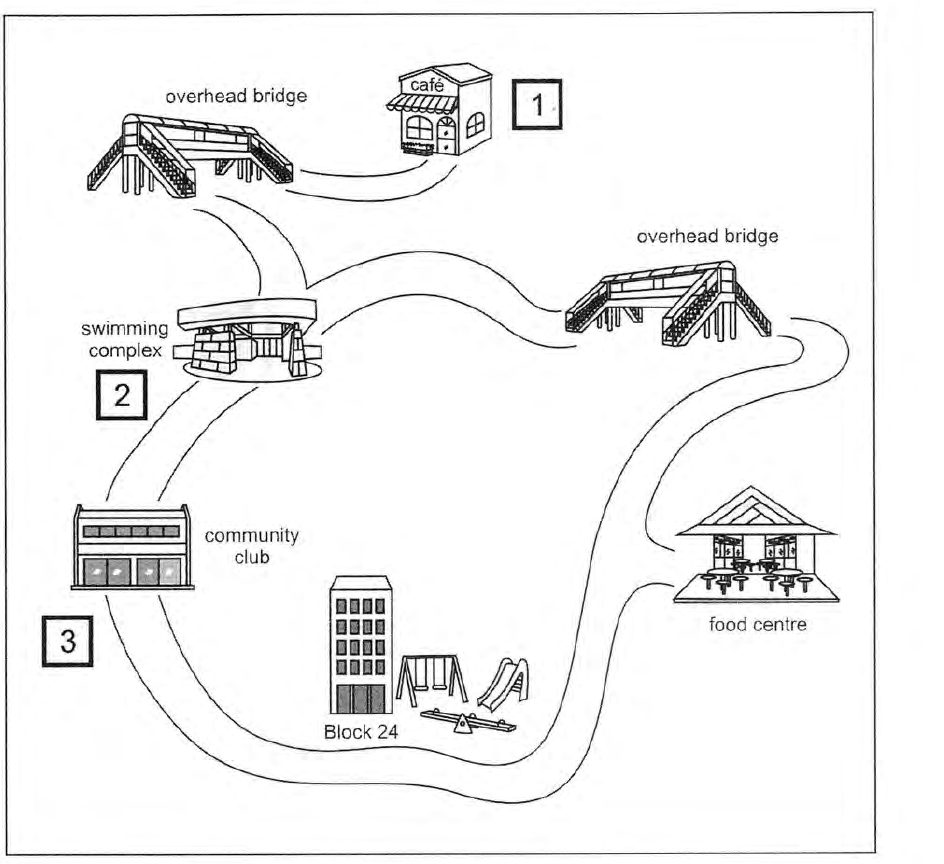 café
1
overhead bridge
overhead bridge
swimming
complex
2
community
club
3
food centre
Block 24